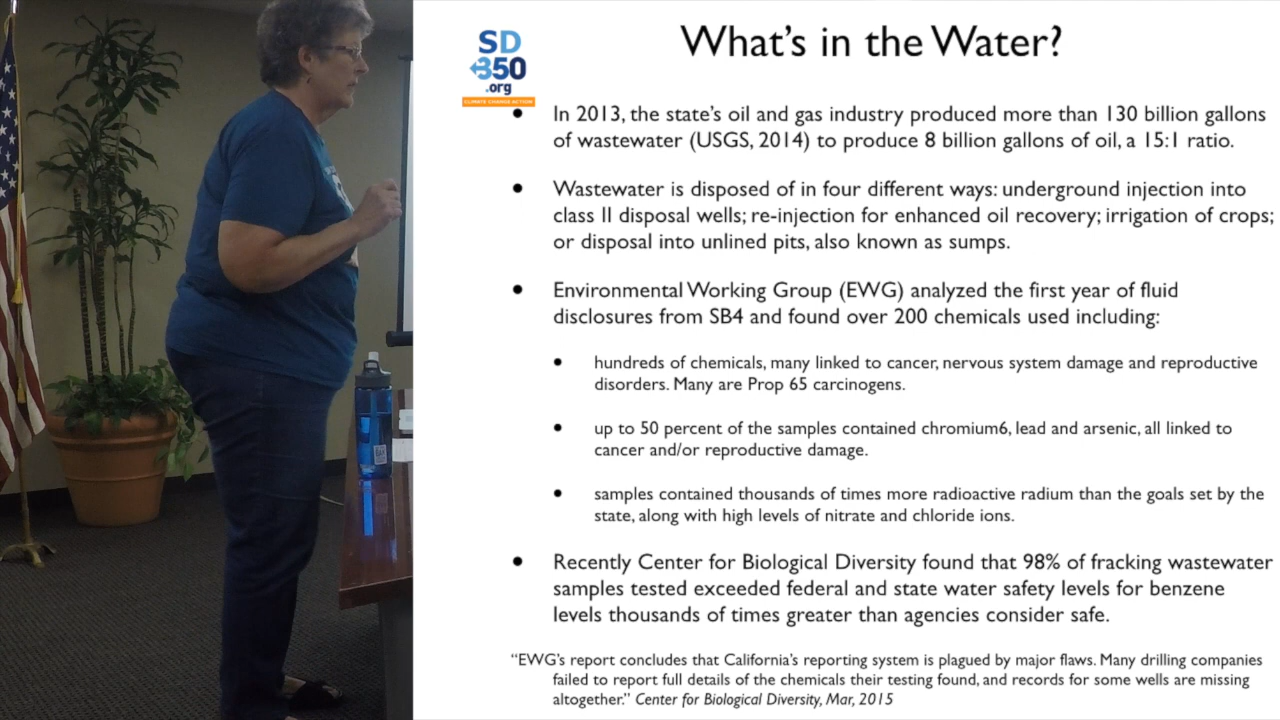 SD
350
.org
CLIMATE CHANGE ACTION
What's in the Water?
• In 2013, the state's oil and gas industry produced more than 130 billion gallons
of wastewater (USGS, 2014) to produce 8 billion gallons of oil, a 15:1 ratio.
• Wastewater is disposed of in four different ways: underground injection into
class II disposal wells; re-injection for enhanced oil recovery; irrigation of crops;
or disposal into unlined pits, also known as sumps.
• Environmental Working Group (EWG) analyzed the first year of fluid
disclosures from SB4 and found over 200 chemicals used including:
• hundreds of chemicals, many linked to cancer, nervous system damage and reproductive
disorders. Many are Prop 65 carcinogens.
• up to 50 percent of the samples contained chromium6, lead and arsenic, all linked to
cancer and/or reproductive damage.
• samples contained thousands of times more radioactive radium than the goals set by the
state, along with high levels of nitrate and chloride ions.
• Recently Center for Biological Diversity found that 98% of fracking wastewater
samples tested exceeded federal and state water safety levels for benzene
levels thousands of times greater than agencies consider safe.
“EWG's report concludes that California's reporting system is plagued by major flaws. Many drilling companies
failed to report full details of the chemicals their testing found, and records for some wells are missing
altogether.” Center for Biological Diversity, Mar, 2015